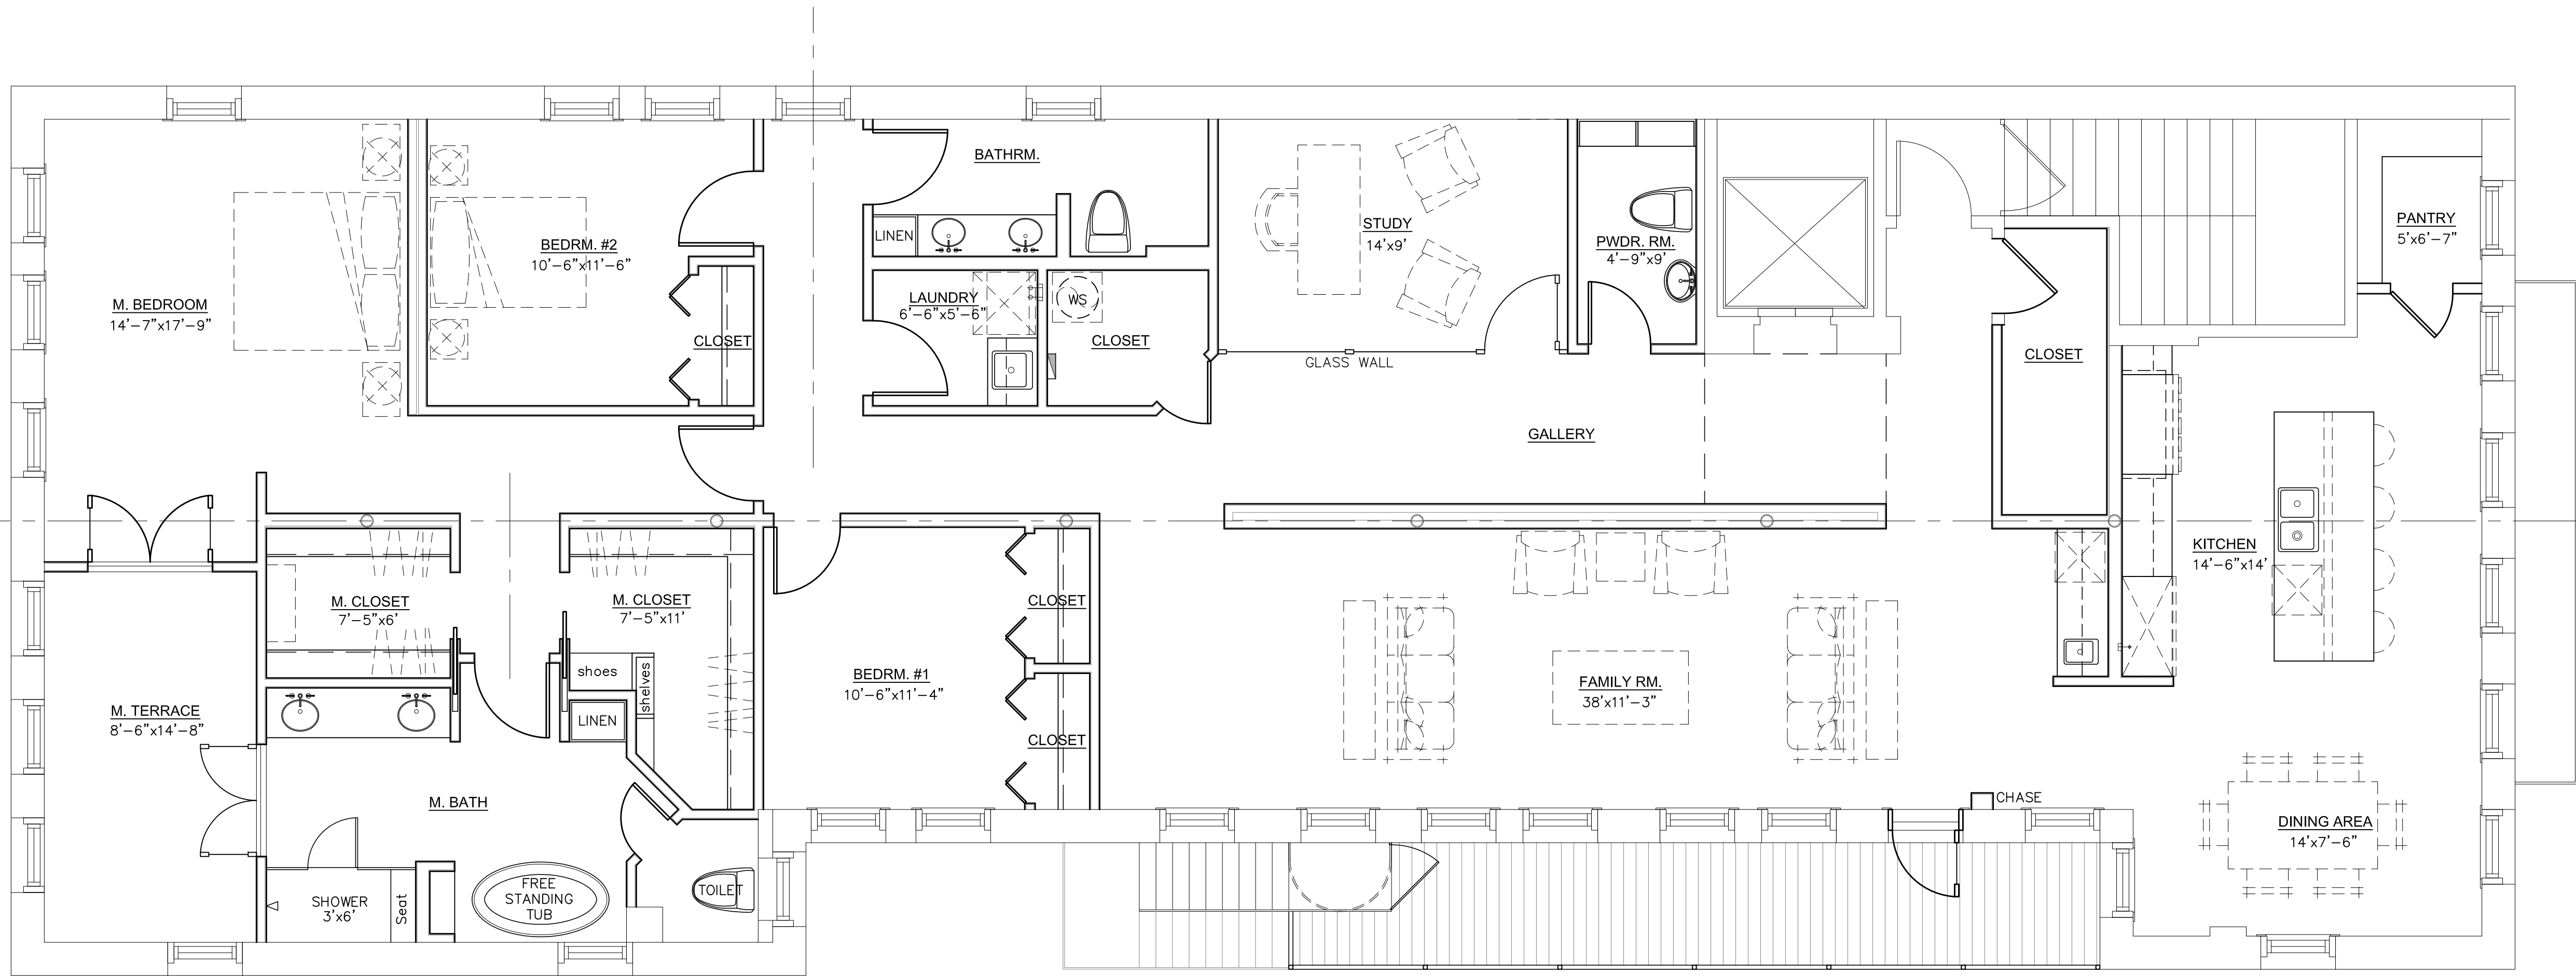 BATHRM.
LINEN
STUDY
14'x9'
PWDR. RM.
4'-9"x9'
PANTRY
5'x6'-7"
BEDRM. #2
10'-6"x11'-6"
M. BEDROOM
14'-7"x17'-9"
LAUNDRY
6'-6"x5'-6"
WS
CLOSET
CLOSET
GLASS WALL
CLOSET
GALLERY
KITCHEN
14'-6"x14'
M. CLOSET
7'-5"x6'
M. CLOSET
7'-5"x11'
CLOSET
shoes
shelves
LINEN
BEDRM. #1
10'-6"x11'-4"
FAMILY RM.
38'x11'-3"
M. TERRACE
8'-6"x14'-8"
CLOSET
M. BATH
CHASE
DINING AREA
14'x7'-6"
SHOWER
3'x6'
Seat
FREE
STANDING
TUB
TOILET